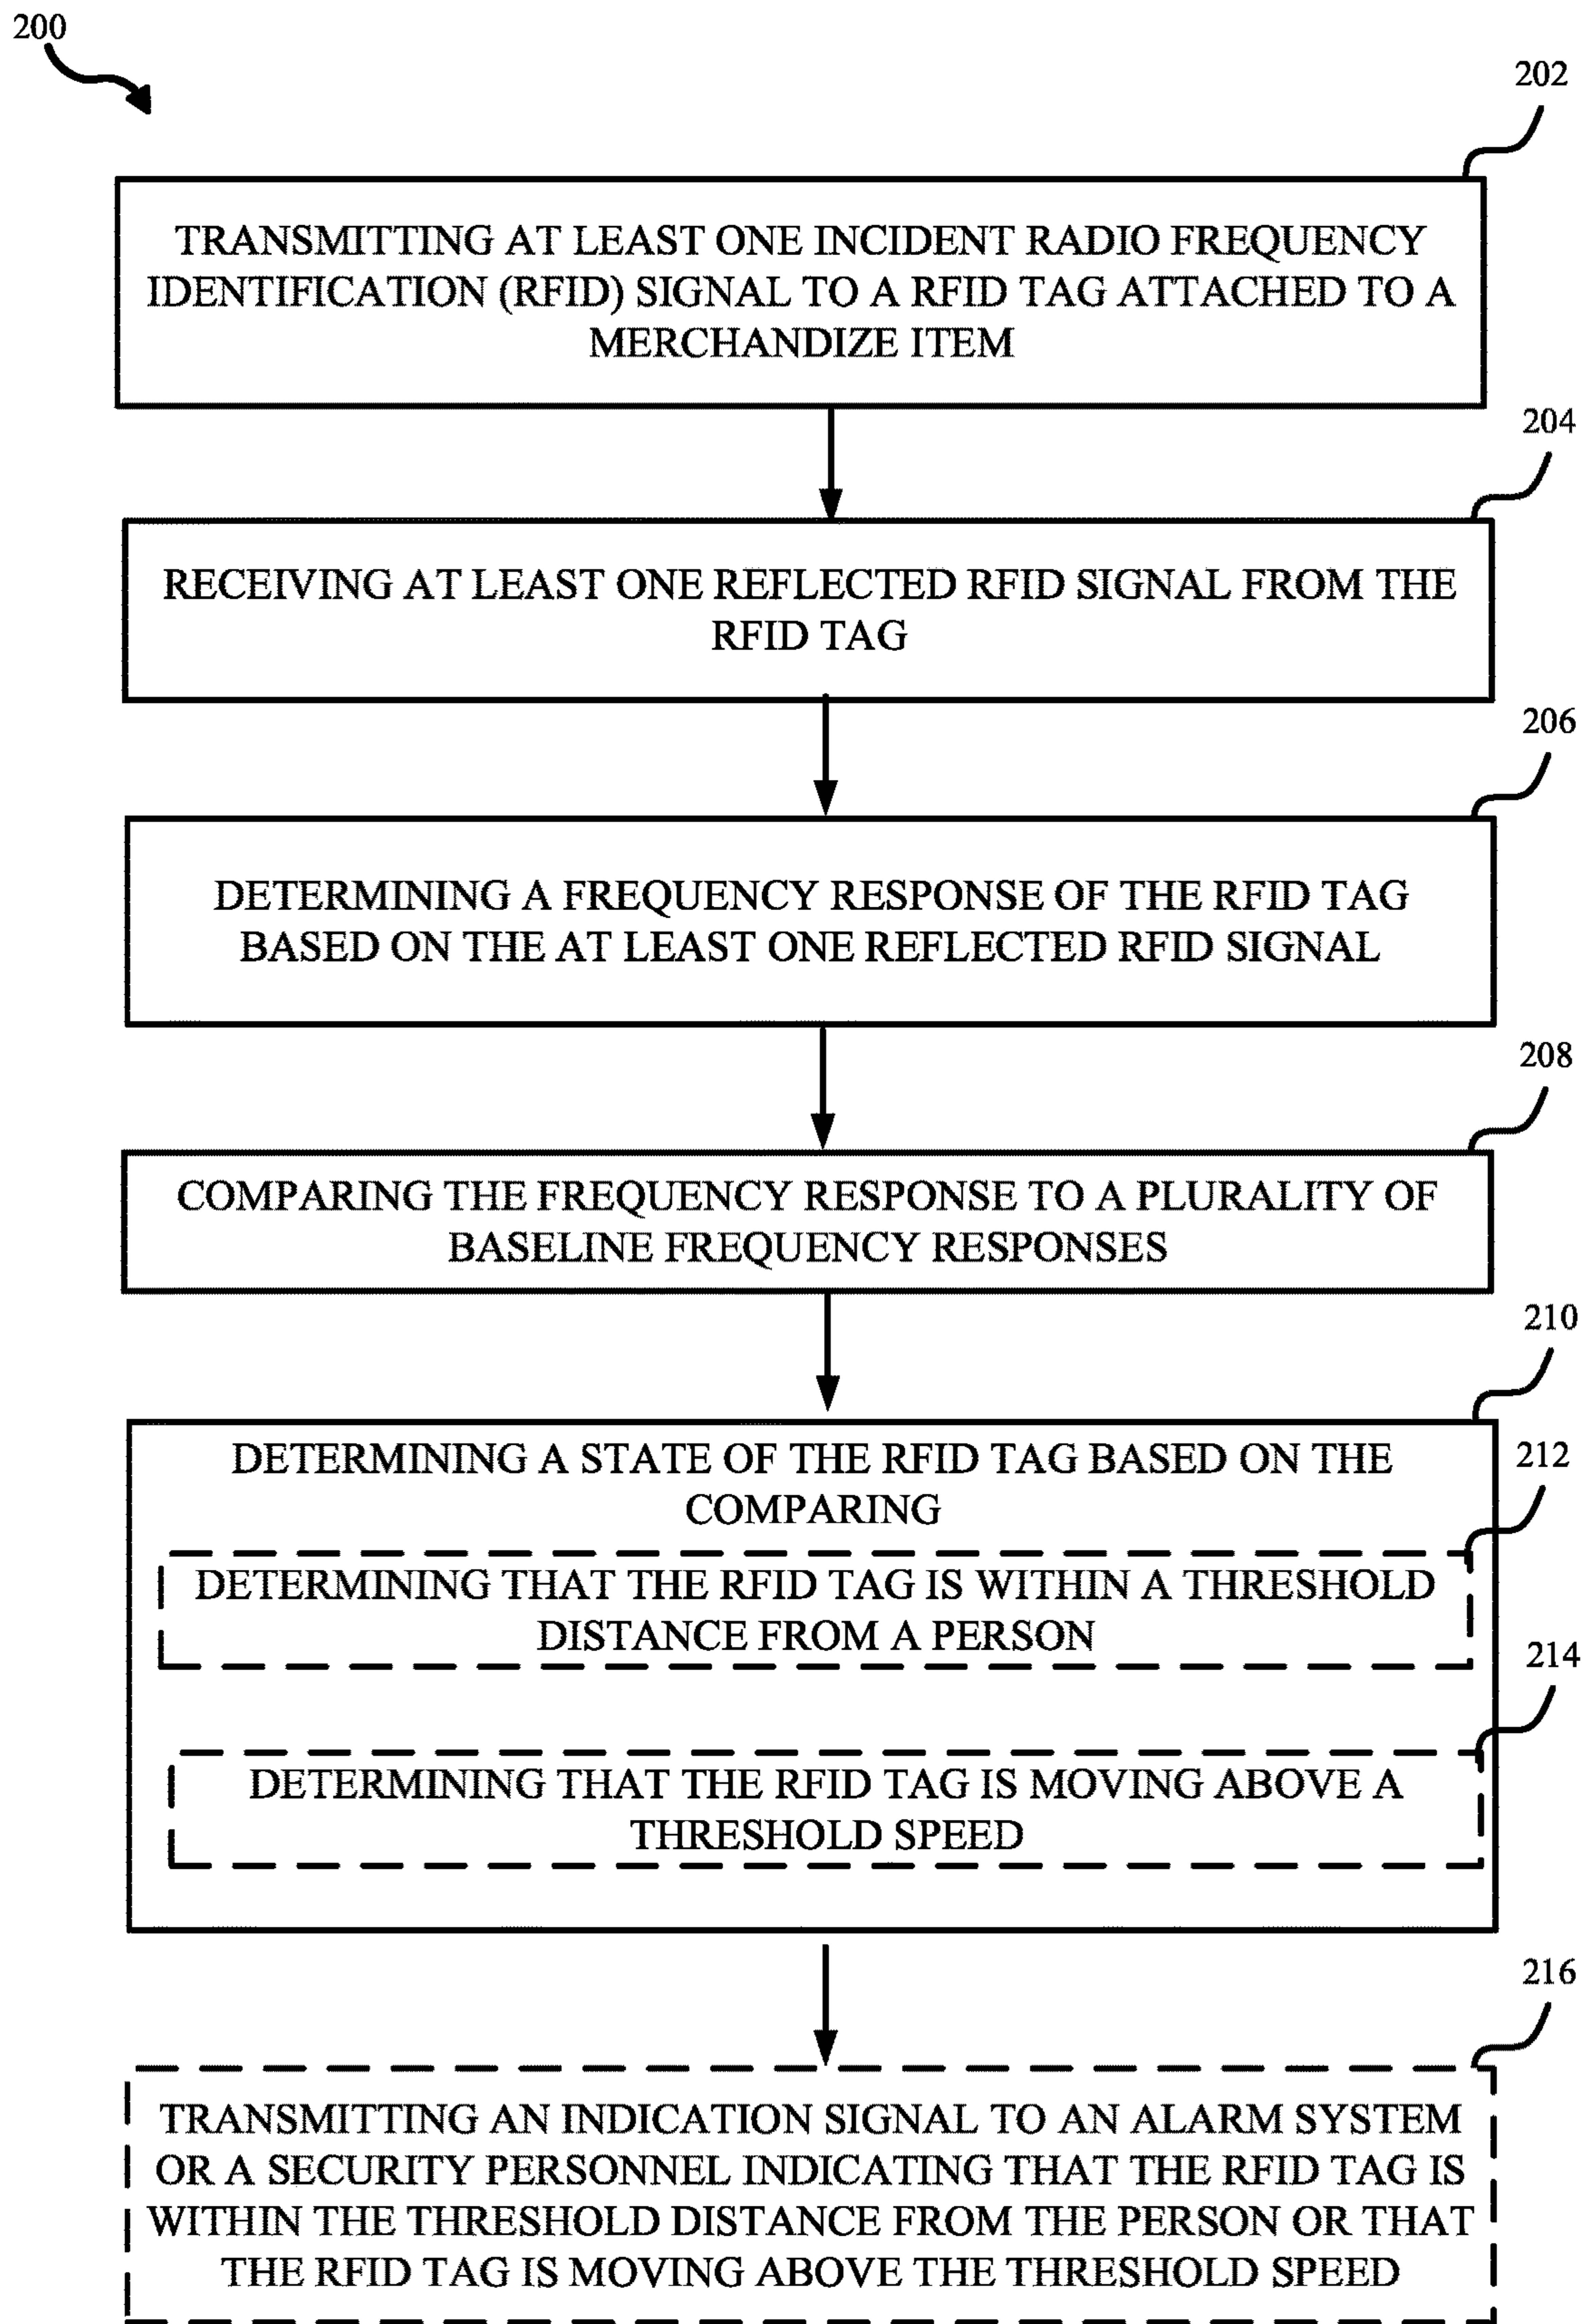 200
202
TRANSMITTING AT LEAST ONE INCIDENT RADIO FREQUENCY
IDENTIFICATION (RFID) SIGNAL TO A RFID TAG ATTACHED TO A
MERCHANDIZE ITEM
204
RECEIVING AT LEAST ONE REFLECTED RFID SIGNAL FROM THE
RFID TAG
206
DETERMINING A FREQUENCY RESPONSE OF THE RFID TAG
BASED ON THE AT LEAST ONE REFLECTED RFID SIGNAL
208
COMPARING THE FREQUENCY RESPONSE TO A PLURALITY OF
BASELINE FREQUENCY RESPONSES
210
DETERMINING A STATE OF THE RFID TAG BASED ON THE
COMPARING
212
DETERMINING THAT THE RFID TAG IS WITHIN A THRESHOLD
DISTANCE FROM A PERSON
214
DETERMINING THAT THE RFID TAG IS MOVING ABOVE A
THRESHOLD SPEED
216
TRANSMITTING AN INDICATION SIGNAL TO AN ALARM SYSTEM
OR A SECURITY PERSONNEL INDICATING THAT THE RFID TAG IS
WITHIN THE THRESHOLD DISTANCE FROM THE PERSON OR THAT
THE RFID TAG IS MOVING ABOVE THE THRESHOLD SPEED